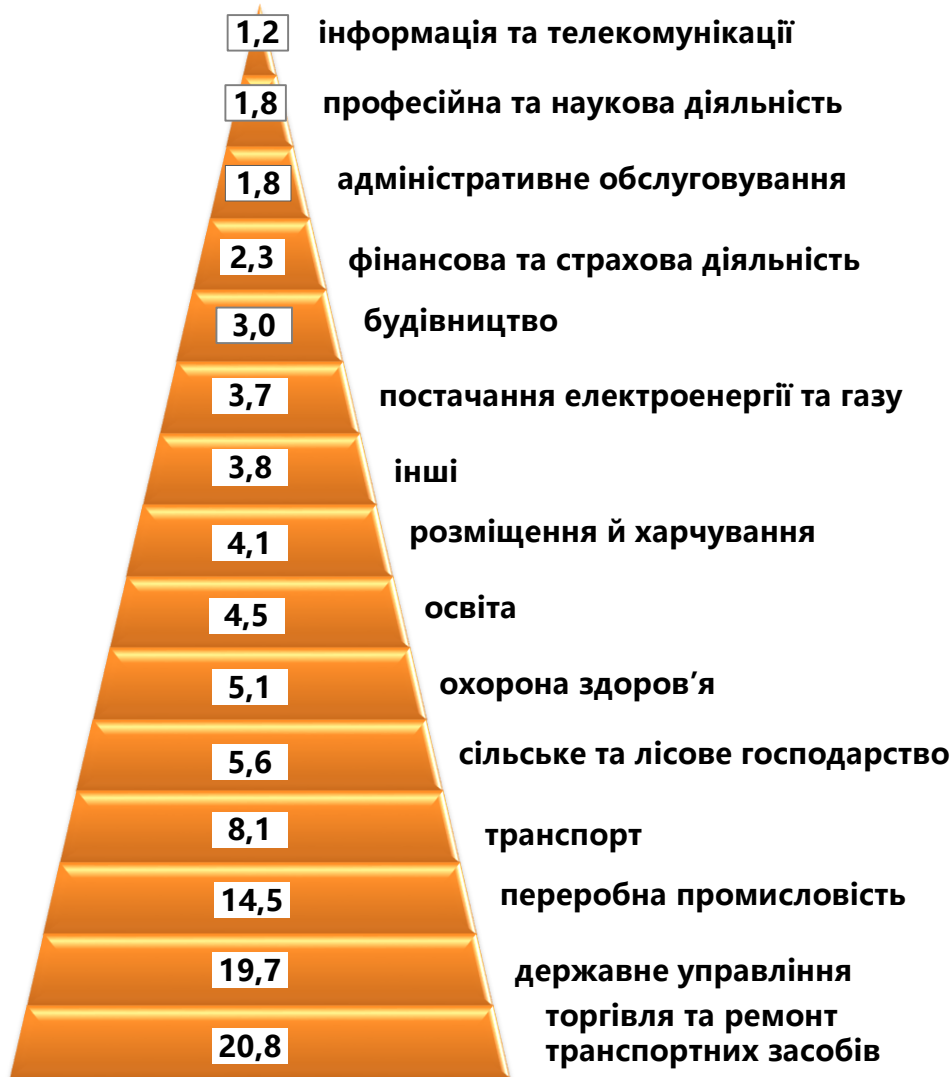 1,2 інформація та телекомунікації
1,8 професійна та наукова діяльність
1,8 адміністративне обслуговування
2,3 фінансова та страхова діяльність
3,0 будівництво
3,7 постачання електроенергії та газу
3,8 інші
4,1 розміщення й харчування
4,5 освіта
5,1 охорона здоров’я
5,6 сільське та лісове господарство
8,1 транспорт
14,5 переробна промисловість
19,7 державне управління
20,8 торгівля та ремонт
транспортних засобів